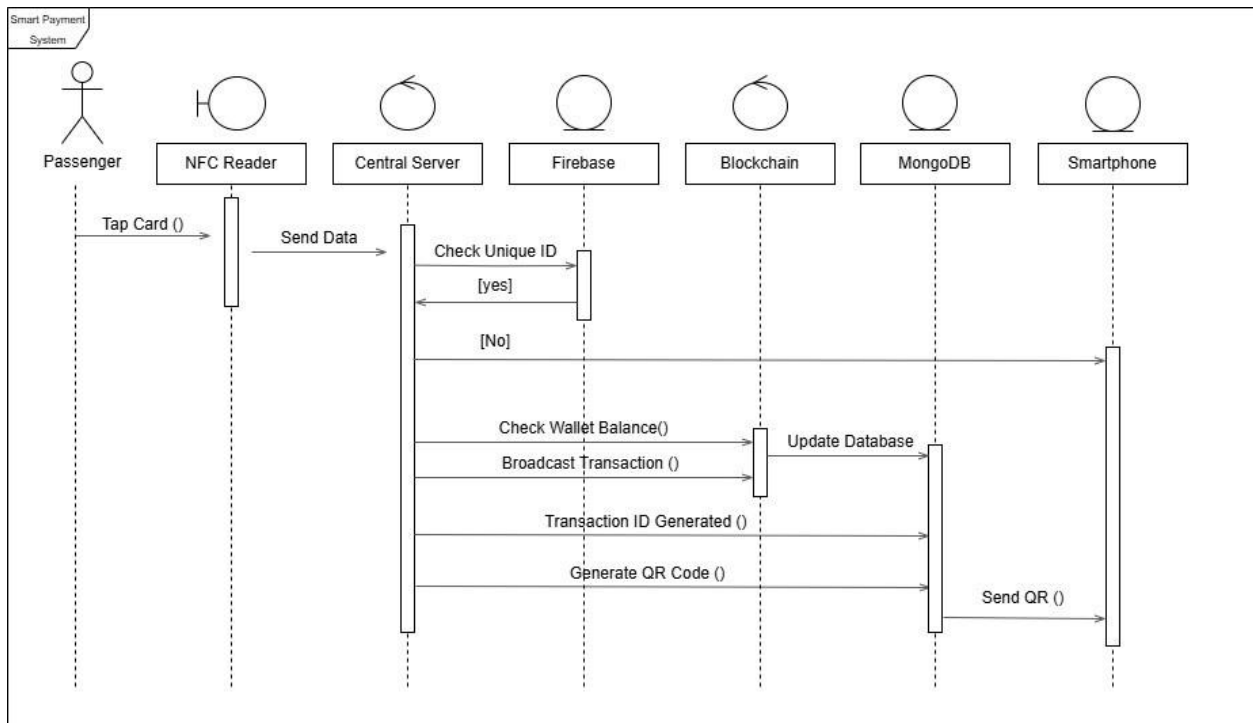 Smart Payment
System
Passenger
NFC Reader
Central Server
Firebase
Blockchain
MongoDB
Smartphone
Tap Card ()
Send Data
Check Unique ID
[yes]
[No]
Check Wallet Balance()
Update Database
Broadcast Transaction ()
Transaction ID Generated ()
Generate QR Code ()
Send QR ()